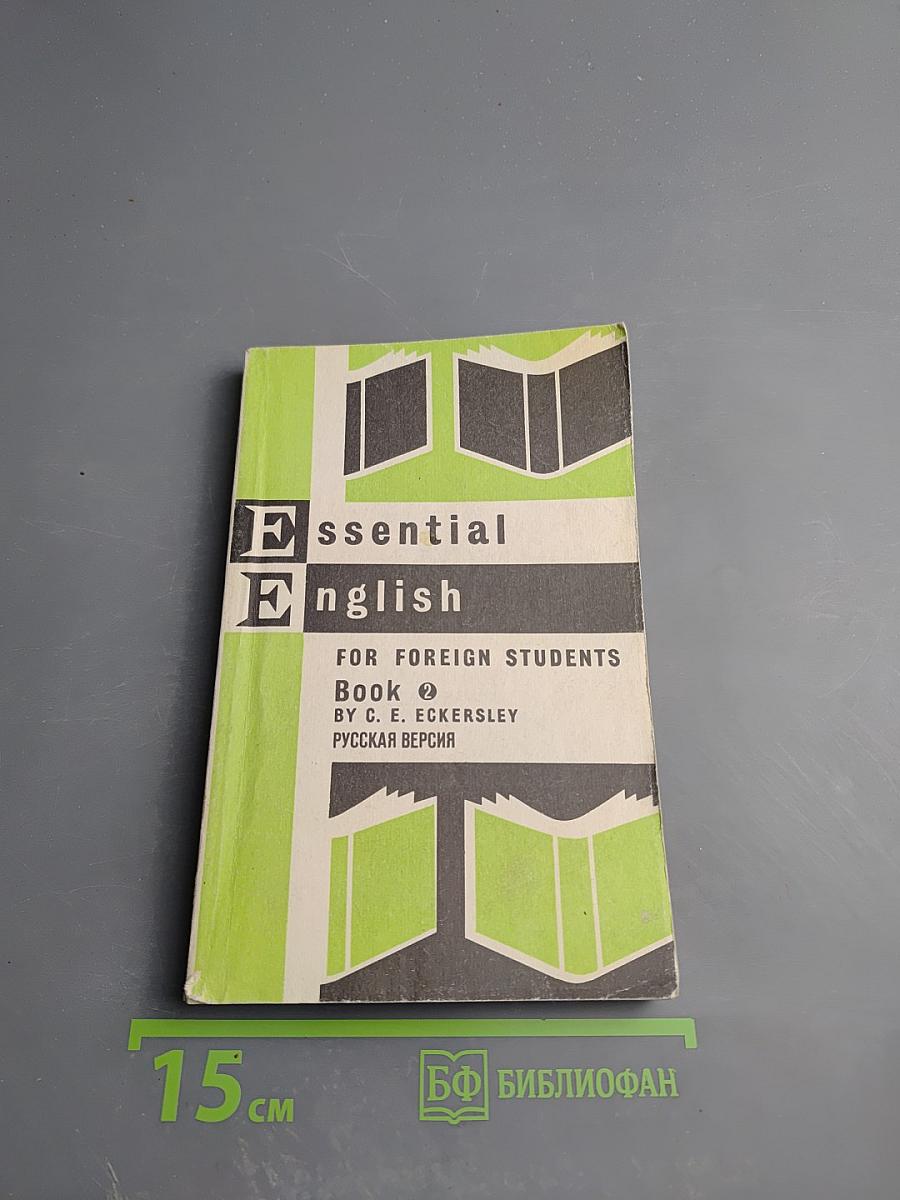 Essential
English
FOR FOREIGN STUDENTS
Book 2
BY C. E. ECKERSLEY
РУССКАЯ ВЕРСИЯ
15 см
БФ БИБЛИОФАН